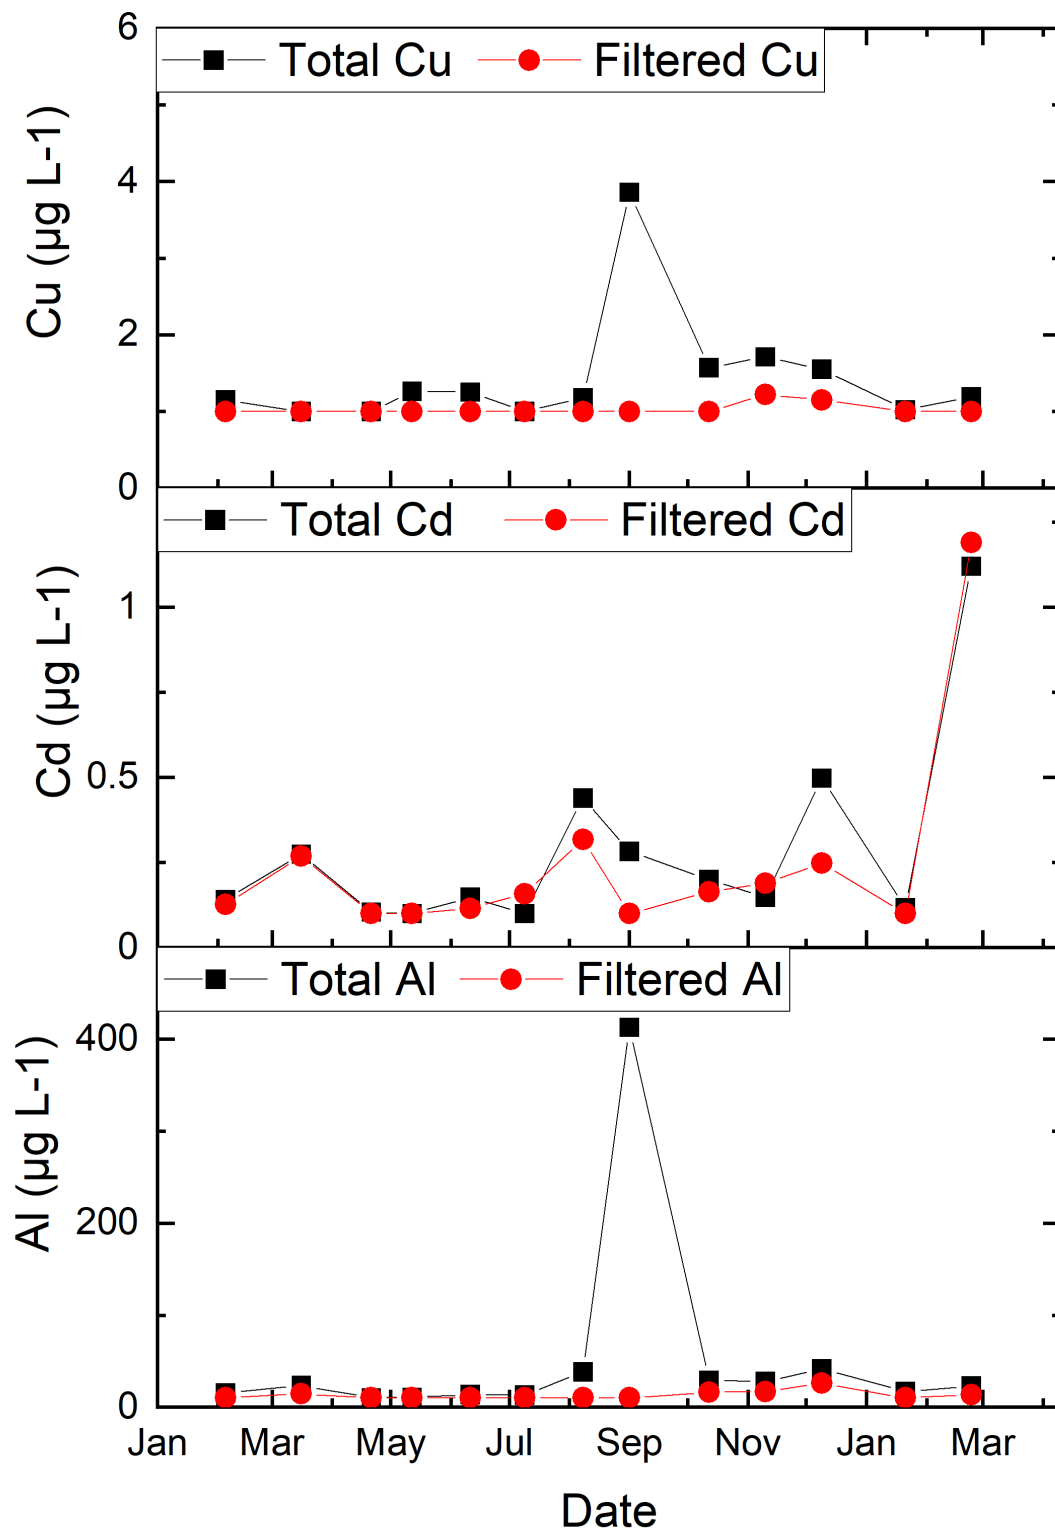 6
Total Cu
Filtered Cu
4
Cu (µg L-1)
2
0
Total Cd
Filtered Cd
1
Cd (µg L-1)
0.5
0
Total Al
Filtered Al
400
Al (µg L-1)
200
0
Jan Mar May Jul Sep Nov Jan Mar
Date